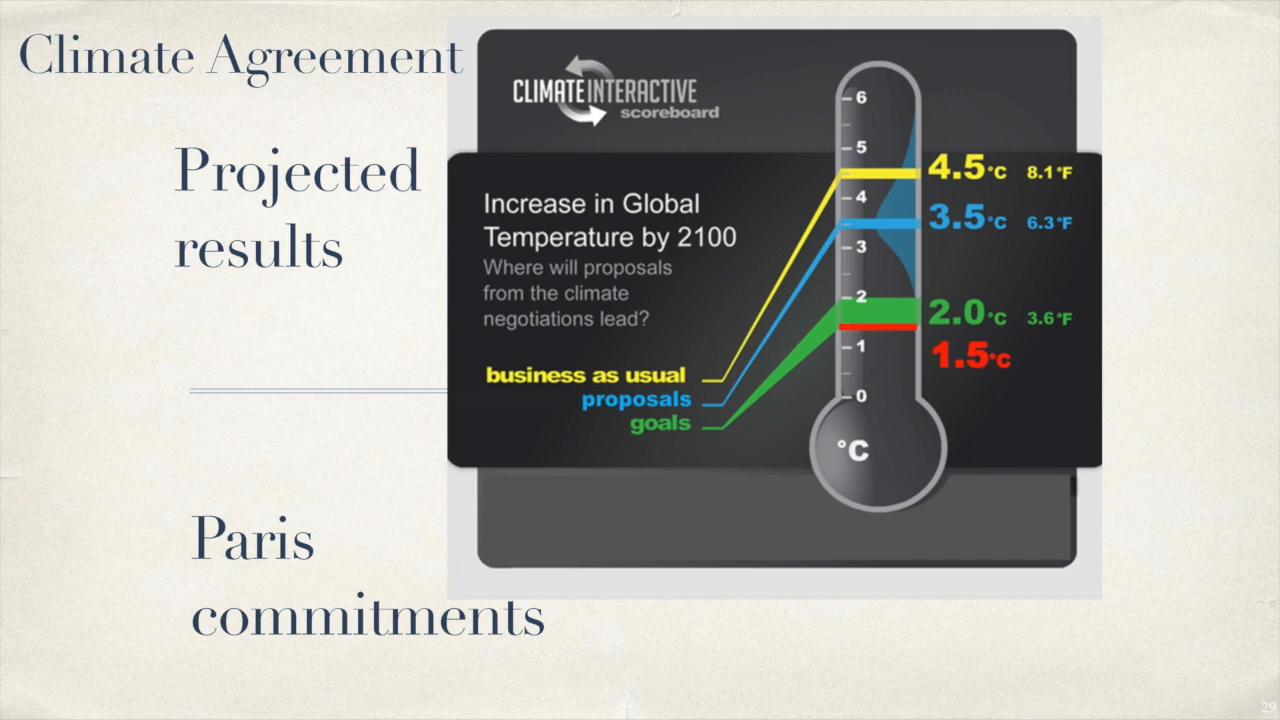 Climate Agreement
Projected
results
Paris
commitments
CLIMATE INTERACTIVE
scoreboard
Increase in Global
Temperature by 2100
Where will proposals
from the climate
negotiations lead?
business as usual
proposals
goals
6
5
4
3
2
1
0
°C
4.5°C 8.1°F
3.5°C 6.3°F
2.0°C 3.6°F
1.5°C
29